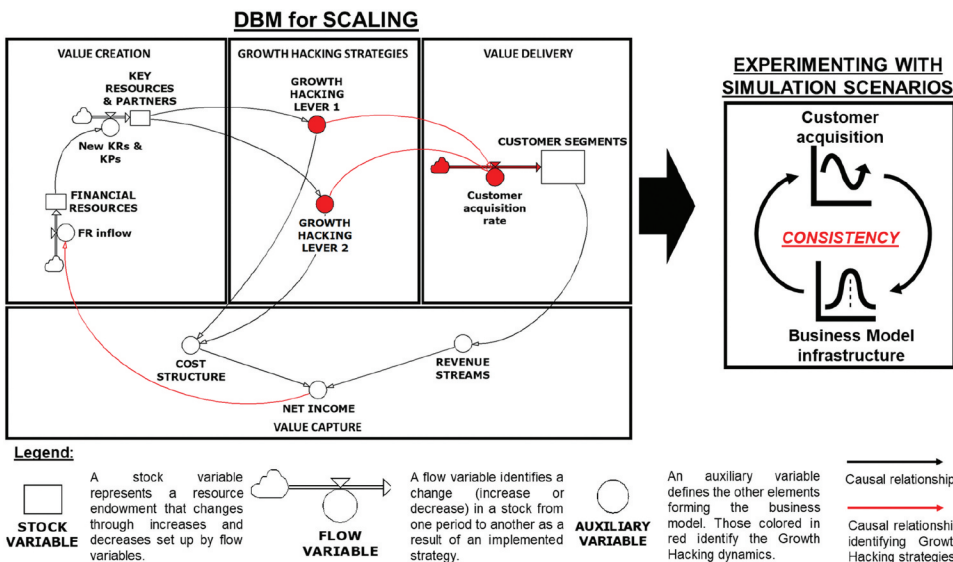 DBM for SCALING
VALUE CREATION
KEY
RESOURCES
& PARTNERS
New KRs &
KPs
FINANCIAL
RESOURCES
FR inflow
GROWTH HACKING STRATEGIES
GROWTH
HACKING
LEVER 1
GROWTH
HACKING
LEVER 2
VALUE DELIVERY
CUSTOMER SEGMENTS
Customer
acquisition
rate
COST
STRUCTURE
REVENUE
STREAMS
NET INCOME
VALUE CAPTURE
EXPERIMENTING WITH
SIMULATION SCENARIOS
Customer
acquisition
CONSISTENCY
Business Model
infrastructure
Legend:
STOCK
VARIABLE
A stock variable
represents a resource
endowment that changes
through increases and
decreases set up by flow
variables.
FLOW
VARIABLE
A flow variable identifies a
change (increase or
decrease) in a stock from
one period to another as a
result of an implemented
strategy.
AUXILIARY
VARIABLE
An auxiliary variable
defines the other elements
forming the business
model. Those colored in
red identify the Growth
Hacking dynamics.
Causal relationship
Causal relationship
identifying Growt
Hacking strategies